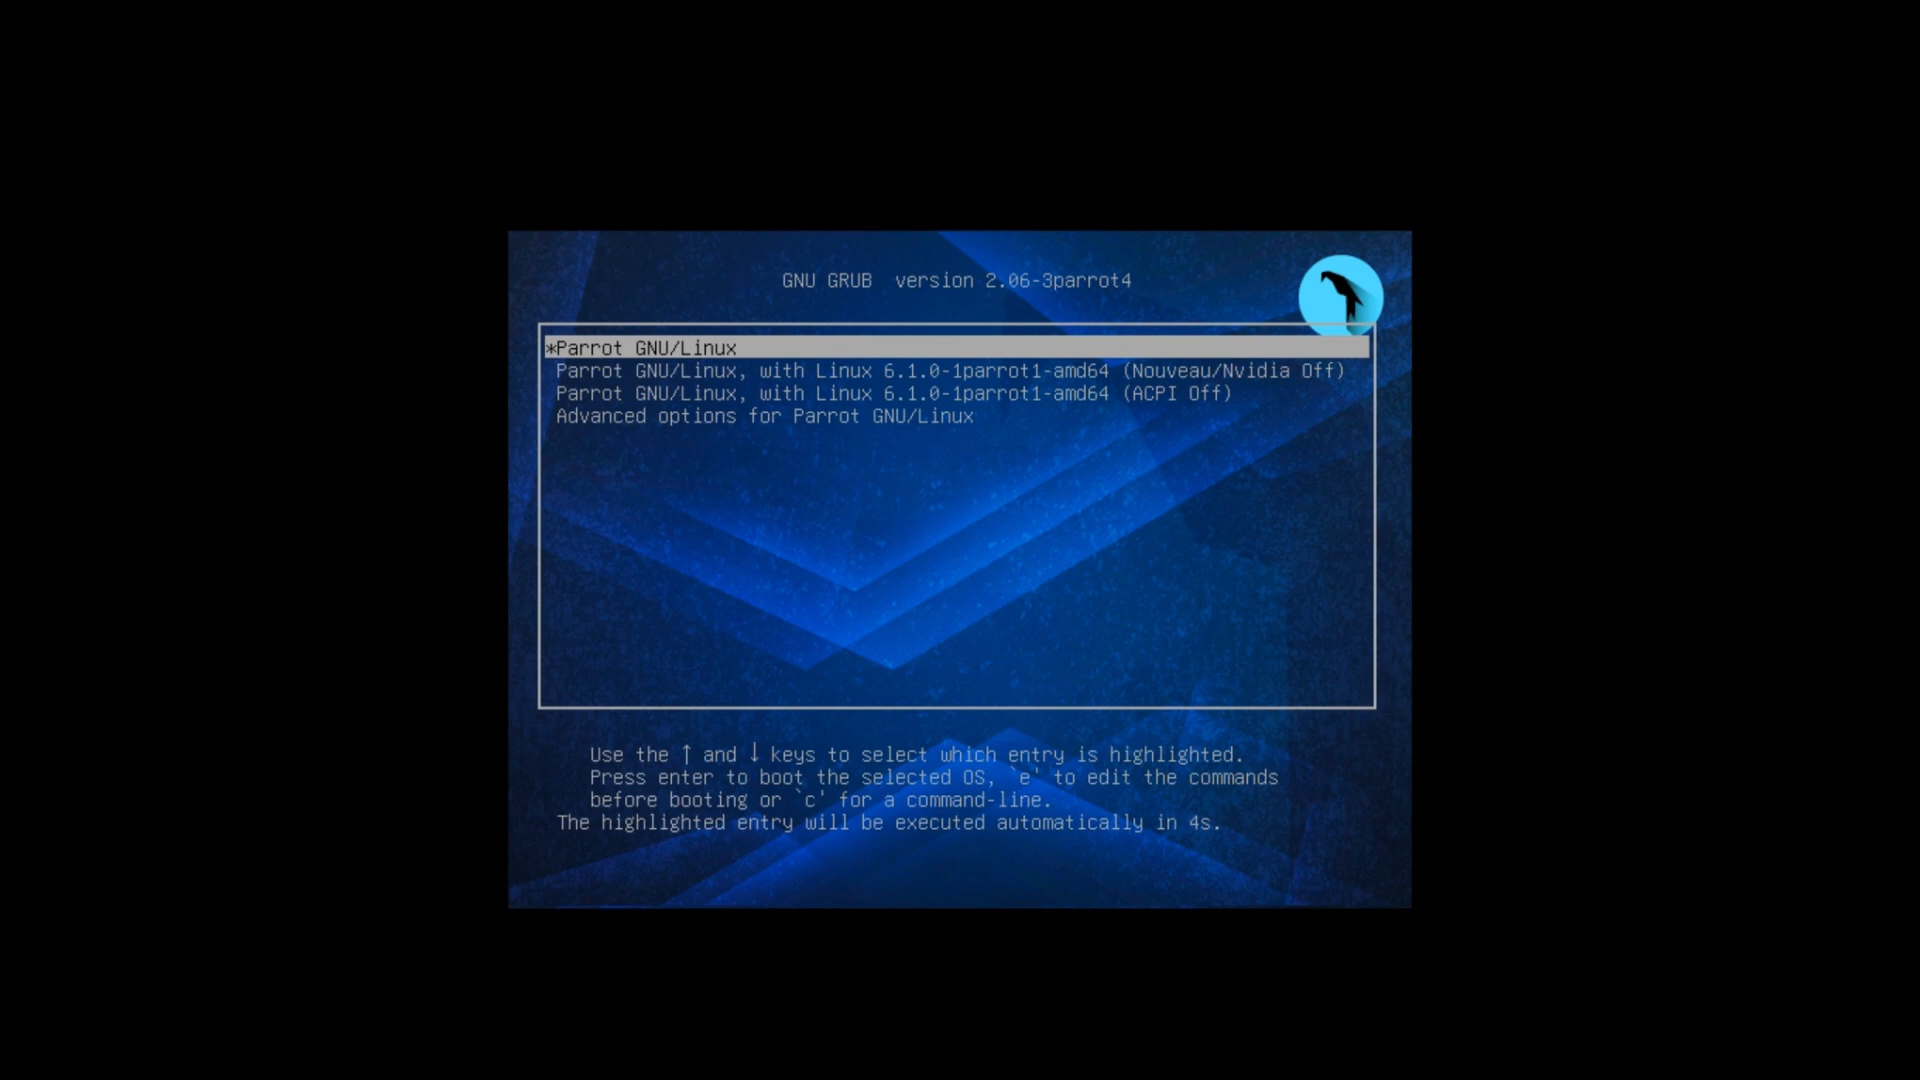 GNU GRUB  version 2.06-3parrot4
*Parrot GNU/Linux
Parrot GNU/Linux, with Linux 6.1.0-1parrot1-amd64 (Nouveau/Nvidia Off)
Parrot GNU/Linux, with Linux 6.1.0-1parrot1-amd64 (ACPI Off)
Advanced options for Parrot GNU/Linux
Use the ↑ and ↓ keys to select which entry is highlighted.
Press enter to boot the selected OS, `e' to edit the commands
before booting or `c' for a command-line.
The highlighted entry will be executed automatically in 4s.